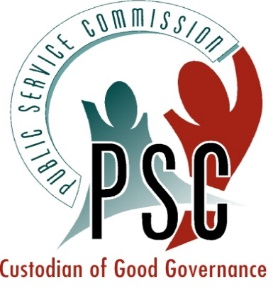 PUBLIC SERVICE COMMISSION
PSC
Custodian of Good Governance